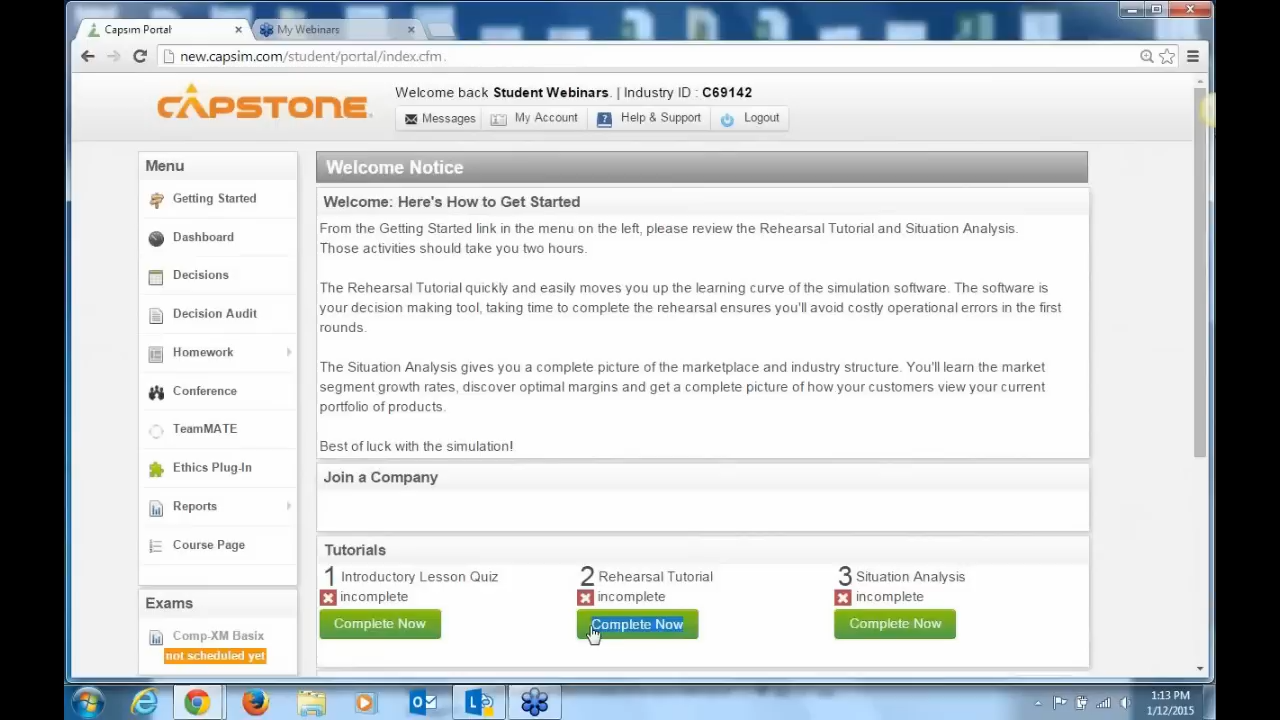 Capsim Portal
My Webinars
new.capsim.com/student/portal/index.cfm
CAPSTONE
Welcome back Student Webinars. | Industry ID : C69142
Messages
My Account
Help & Support
Logout
Menu
Getting Started
Dashboard
Decisions
Decision Audit
Homework
Conference
TeamMATE
Ethics Plug-In
Reports
Course Page
Exams
Comp-XM Basix
not scheduled yet
Welcome Notice
Welcome: Here's How to Get Started
From the Getting Started link in the menu on the left, please review the Rehearsal Tutorial and Situation Analysis.
Those activities should take you two hours.
The Rehearsal Tutorial quickly and easily moves you up the learning curve of the simulation software. The software is
your decision making tool, taking time to complete the rehearsal ensures you'll avoid costly operational errors in the first
rounds.
The Situation Analysis gives you a complete picture of the marketplace and industry structure. You'll learn the market
segment growth rates, discover optimal margins and get a complete picture of how your customers view your current
portfolio of products.
Best of luck with the simulation!
Join a Company
Tutorials
1 Introductory Lesson Quiz
incomplete
Complete Now
2 Rehearsal Tutorial
incomplete
Complete Now
3 Situation Analysis
incomplete
Complete Now
1:13 PM
1/12/2015